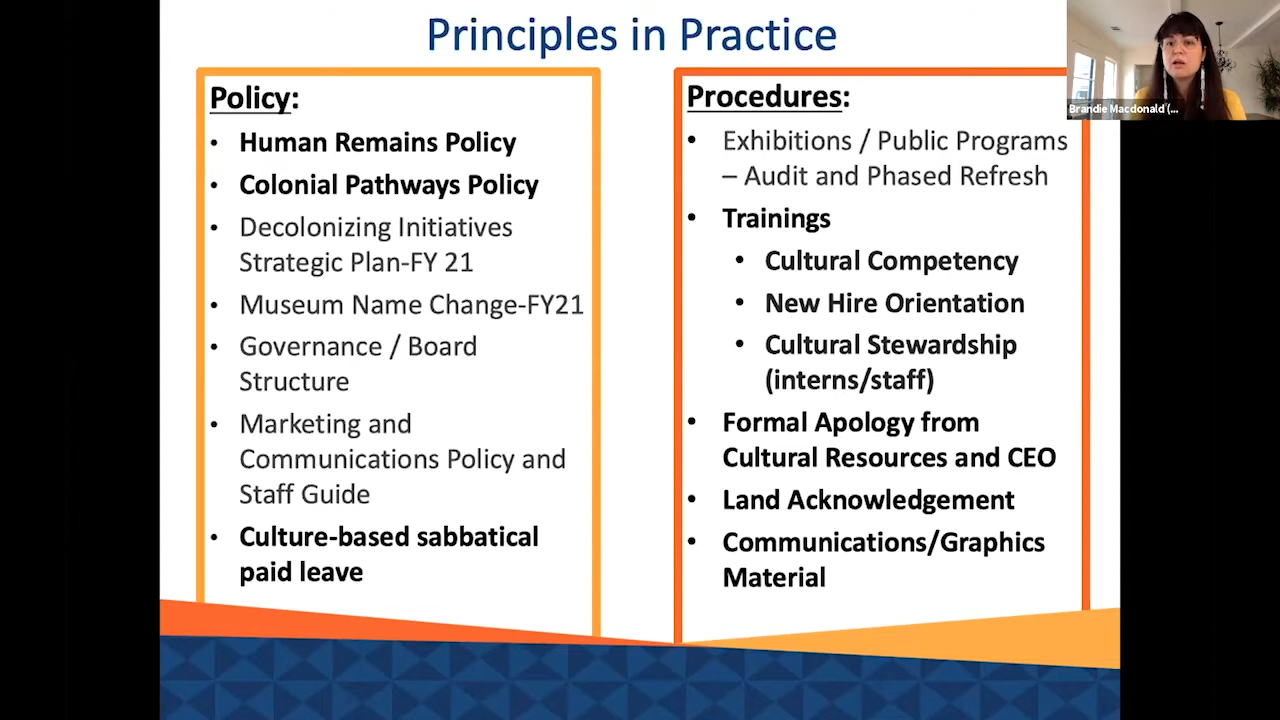 Principles in Practice
Policy:
• Human Remains Policy
• Colonial Pathways Policy
• Decolonizing Initiatives
Strategic Plan-FY 21
• Museum Name Change-FY21
• Governance / Board
Structure
• Marketing and
Communications Policy and
Staff Guide
• Culture-based sabbatical
paid leave
Procedures:
• Exhibitions / Public Programs
– Audit and Phased Refresh
• Trainings
• Cultural Competency
• New Hire Orientation
• Cultural Stewardship
(interns/staff)
• Formal Apology from
Cultural Resources and CEO
• Land Acknowledgement
• Communications/Graphics
Material
Brandie Macdonald (...